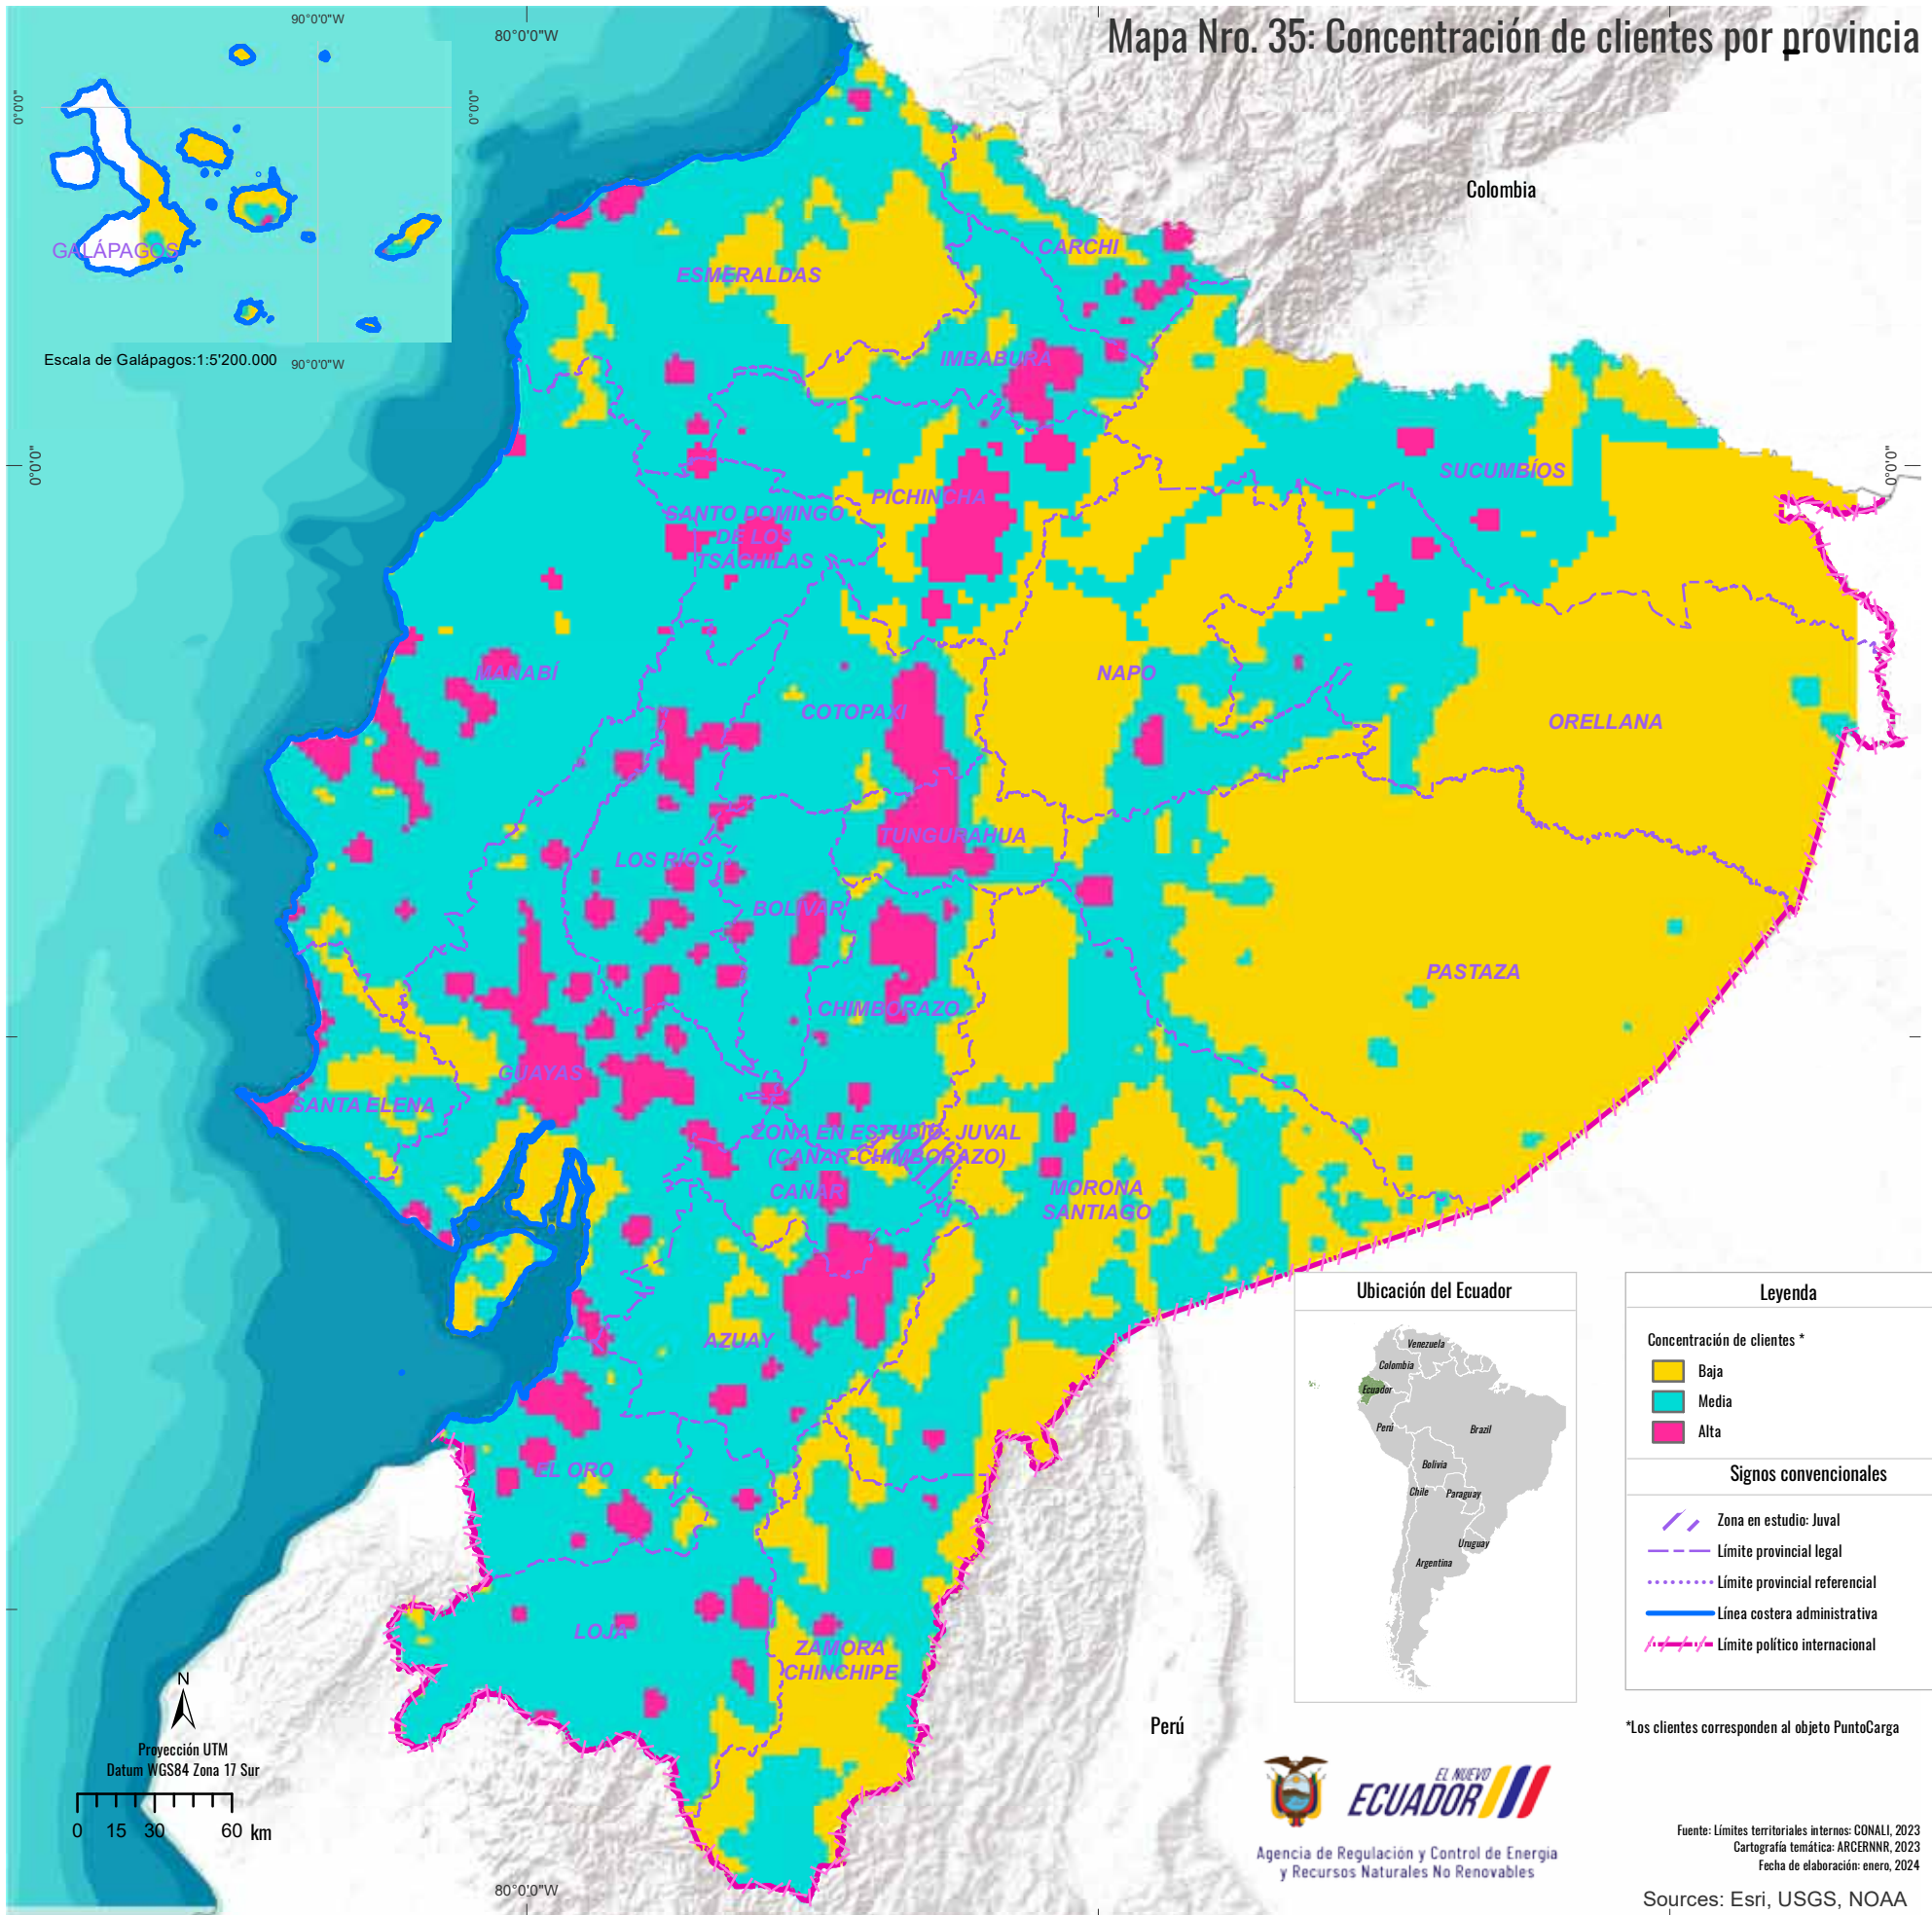 Mapa Nro. 35: Concentración de clientes por provincia
90°0'0"W
80°0'0"W
0°0'0"
0°0'0"
GALÁPAGOS
Escala de Galápagos:1:5'200.000
90°0'0"W
Colombia
CARCHI
ESMERALDAS
IMBABURA
0°0'0"
0°0'0"
SUCUMBÍOS
PICHINCHA
SANTO DOMINGO
DE LOS
TSÁCHILAS
MANABÍ
NAPO
COTOPAXI
ORELLANA
TUNGURAHUA
LOS RÍOS
BOLÍVAR
PASTAZA
CHIMBORAZO
GUAYAS
SANTA ELENA
ZONA EN ESTUDIO: JUVAL
(CAÑAR-CHIMBORAZO)
CAÑAR
MORONA
SANTIAGO
AZUAY
EL ORO
LOJA
ZAMORA
CHINCHIPE
Perú
Ubicación del Ecuador
Venezuela
Colombia
Ecuador
Perú
Brazil
Bolivia
Chile
Paraguay
Uruguay
Argentina
Leyenda
Concentración de clientes *
Baja
Media
Alta
Signos convencionales
Zona en estudio: Juval
Límite provincial legal
Límite provincial referencial
Línea costera administrativa
Límite político internacional
*Los clientes corresponden al objeto PuntoCarga
N
Proyección UTM
Datum WGS84 Zona 17 Sur
0 15 30 60 km
80°0'0"W
EL NUEVO
ECUADOR
Agencia de Regulación y Control de Energía
y Recursos Naturales No Renovables
Fuente: Límites territoriales internos: CONALI, 2023
Cartografía temática: ARCERNNR, 2023
Fecha de elaboración: enero, 2024
Sources: Esri, USGS, NOAA